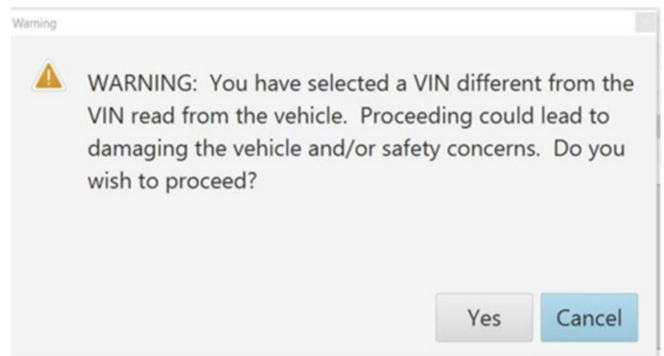 Warning
WARNING: You have selected a VIN different from the
VIN read from the vehicle. Proceeding could lead to
damaging the vehicle and/or safety concerns. Do you
wish to proceed?
Yes Cancel